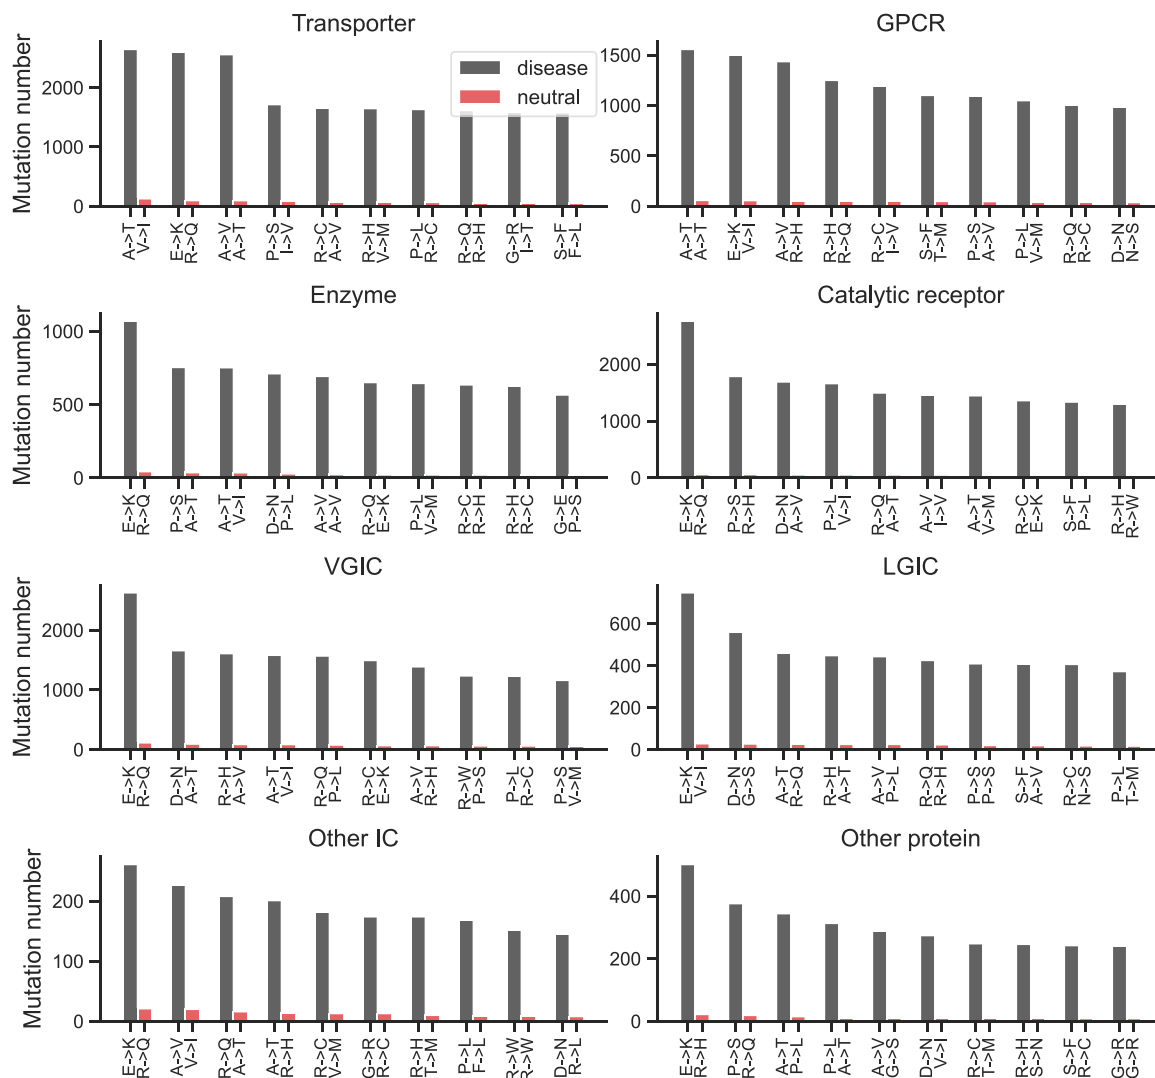 Transporter
GPCR
disease
neutral
Mutation number
2000
1000
0
1500
1000
500
0
A->T V->I E->K R->Q A->V A->T P->S I->V R->C A->V R->H V->M P->L R->C R->Q R->H G->R I->T S->F F->L
A->T A->T E->K V->I A->V R->H R->H R->Q R->C I->V S->F T->M P->S A->V P->L V->M R->Q R->C D->N N->S
Enzyme
Catalytic receptor
Mutation number
1000
500
0
2000
1000
0
E->K R->Q P->S A->T A->T V->I D->N P->L A->V A->V R->Q E->K P->L V->M R->C R->H R->H R->C G->E P->S
E->K R->Q P->S R->H D->N A->V P->L V->I R->Q A->T A->V I->V A->T V->M R->C E->K S->F P->L R->H R->W
VGIC
LGIC
Mutation number
2000
1000
0
600
400
200
0
E->K R->Q D->N A->T R->H A->V A->T V->I R->Q P->L R->C E->K A->V R->H R->W P->S P->L R->C P->S V->M
E->K V->I D->N G->S A->T R->Q R->H A->T A->V P->L R->Q R->H P->S P->S S->F A->V R->C N->S P->L T->M
Other IC
Other protein
Mutation number
200
100
0
400
200
0
E->K R->Q A->V V->I R->Q A->T A->T R->H R->C V->M G->R R->C R->H T->M P->L F->L R->W R->W D->N R->L
E->K R->H P->S R->Q A->T P->L P->L A->T A->V G->S D->N V->I R->C T->M R->H S->N S->F R->C G->R G->R